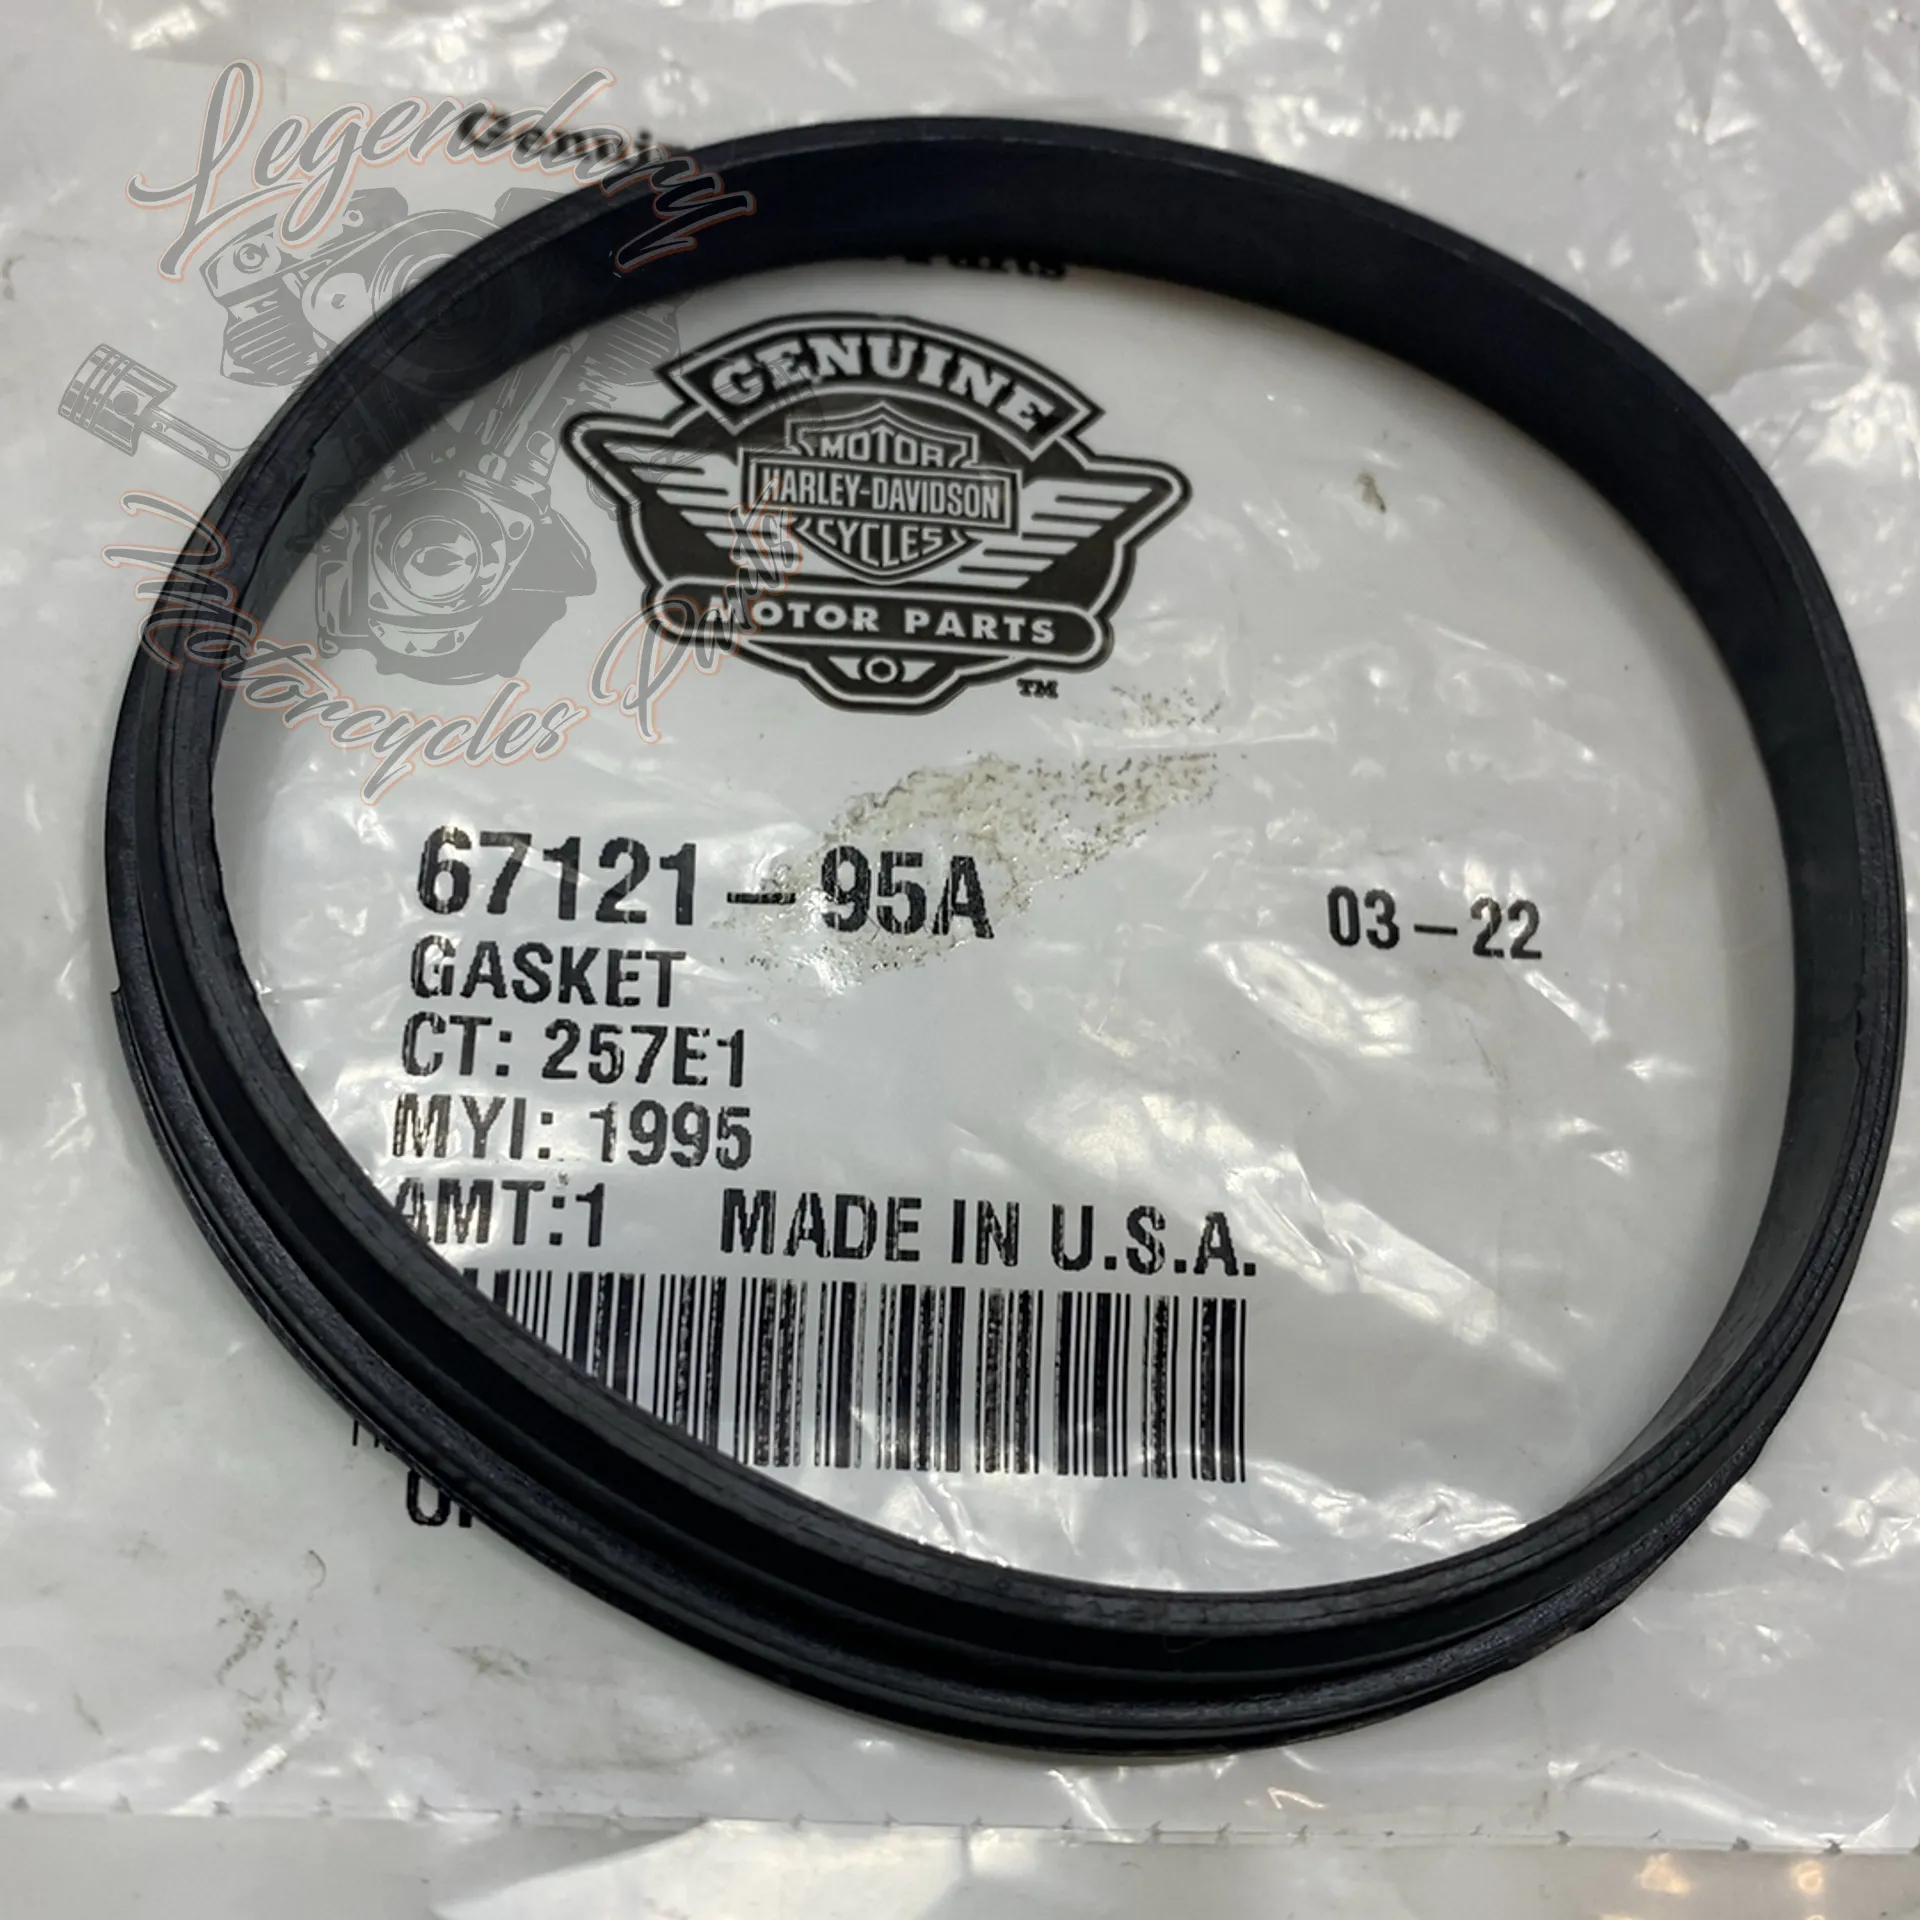 Legendary
GENUINE
MOTOR
HARLEY-DAVIDSON
CYCLES
MOTOR PARTS
TM
Motorcycles Parts
67121-95A 03-22
GASKET
CT: 257E1
MYI: 1995
AMT:1 MADE IN U.S.A.